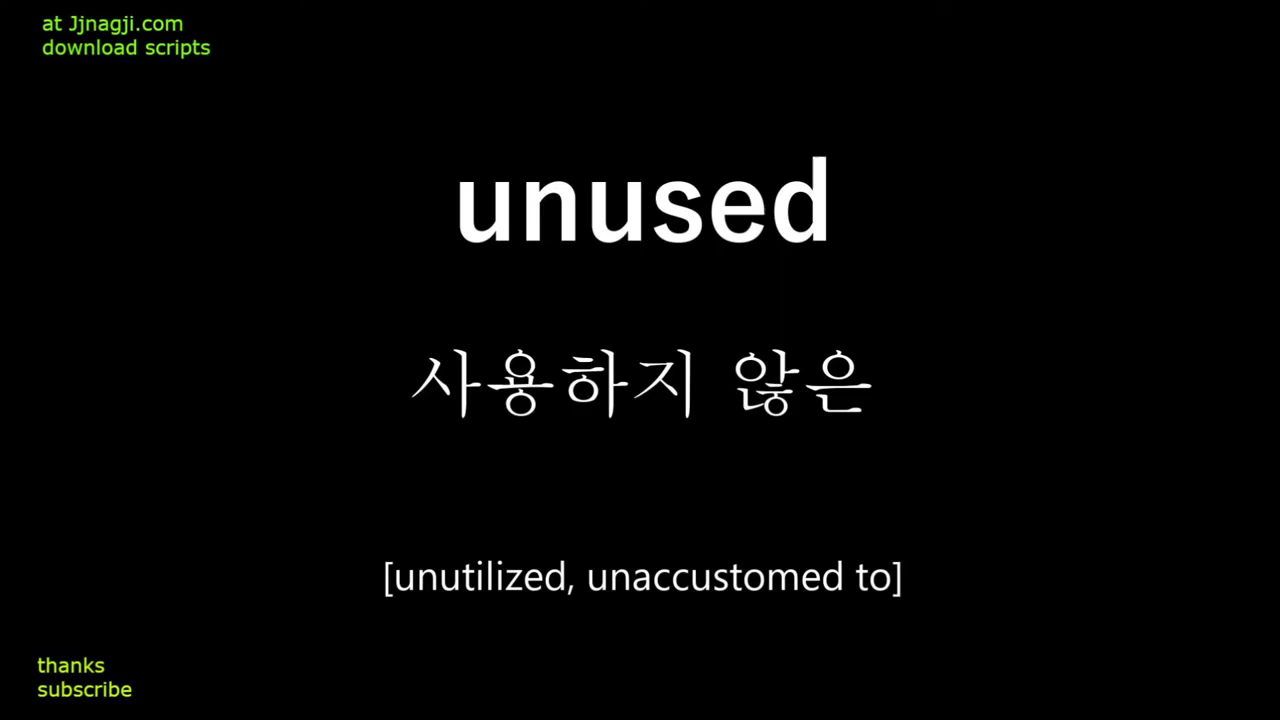 at Jjnagji.com
download scripts
unused
사용하지 않은
[unutilized, unaccustomed to]
thanks
subscribe